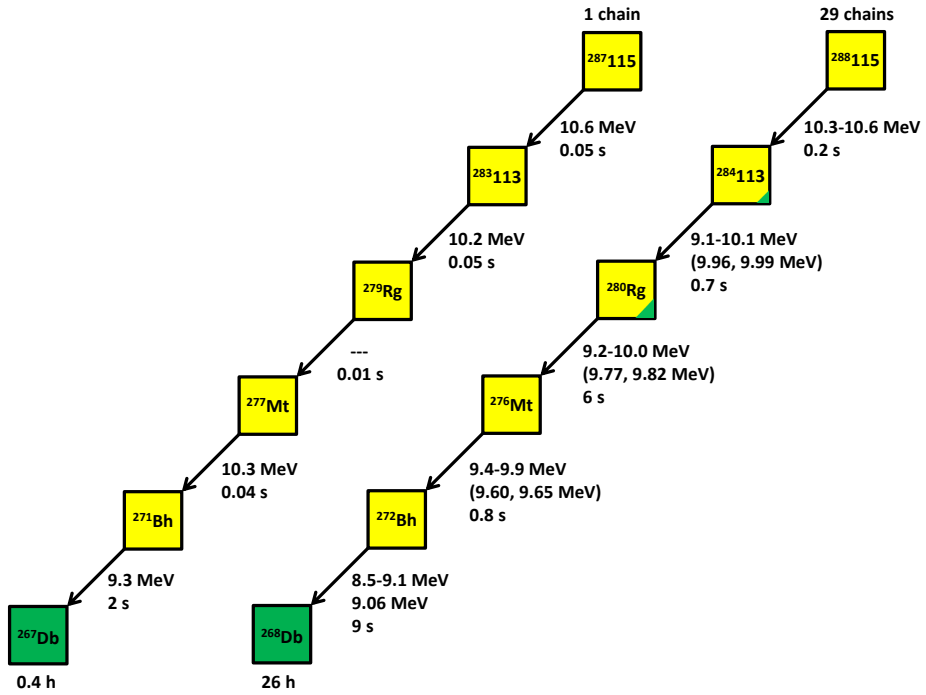 1 chain
²⁸⁷115
10.6 MeV
0.05 s
²⁸³113
10.2 MeV
0.05 s
²⁷⁹Rg
---
0.01 s
²⁷⁷Mt
10.3 MeV
0.04 s
²⁷¹Bh
9.3 MeV
2 s
²⁶⁷Db
0.4 h
29 chains
²⁸⁸115
10.3-10.6 MeV
0.2 s
²⁸⁴113
9.1-10.1 MeV
(9.96, 9.99 MeV)
0.7 s
²⁸⁰Rg
9.2-10.0 MeV
(9.77, 9.82 MeV)
6 s
²⁷⁶Mt
9.4-9.9 MeV
(9.60, 9.65 MeV)
0.8 s
²⁷²Bh
8.5-9.1 MeV
9.06 MeV
9 s
²⁶⁸Db
26 h